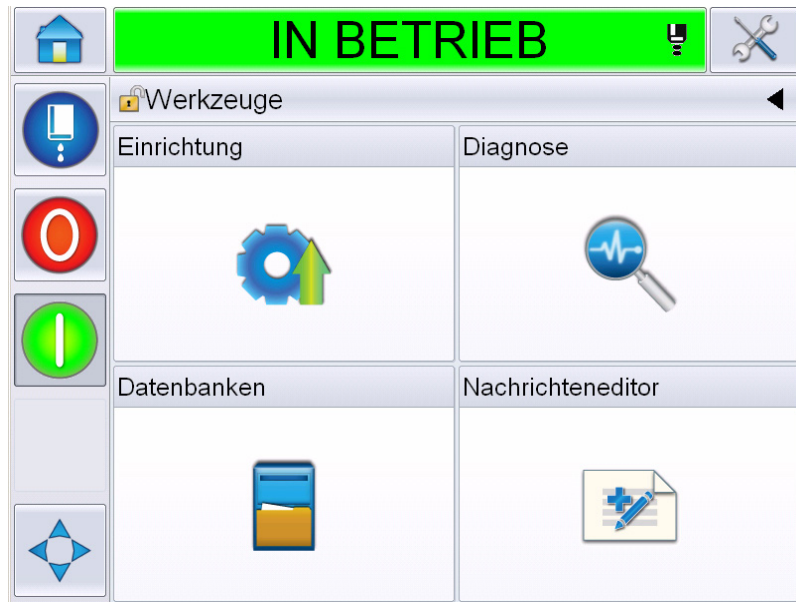 IN BETRIEB
Werkzeuge
Einrichtung
Diagnose
Datenbanken
Nachrichteneditor